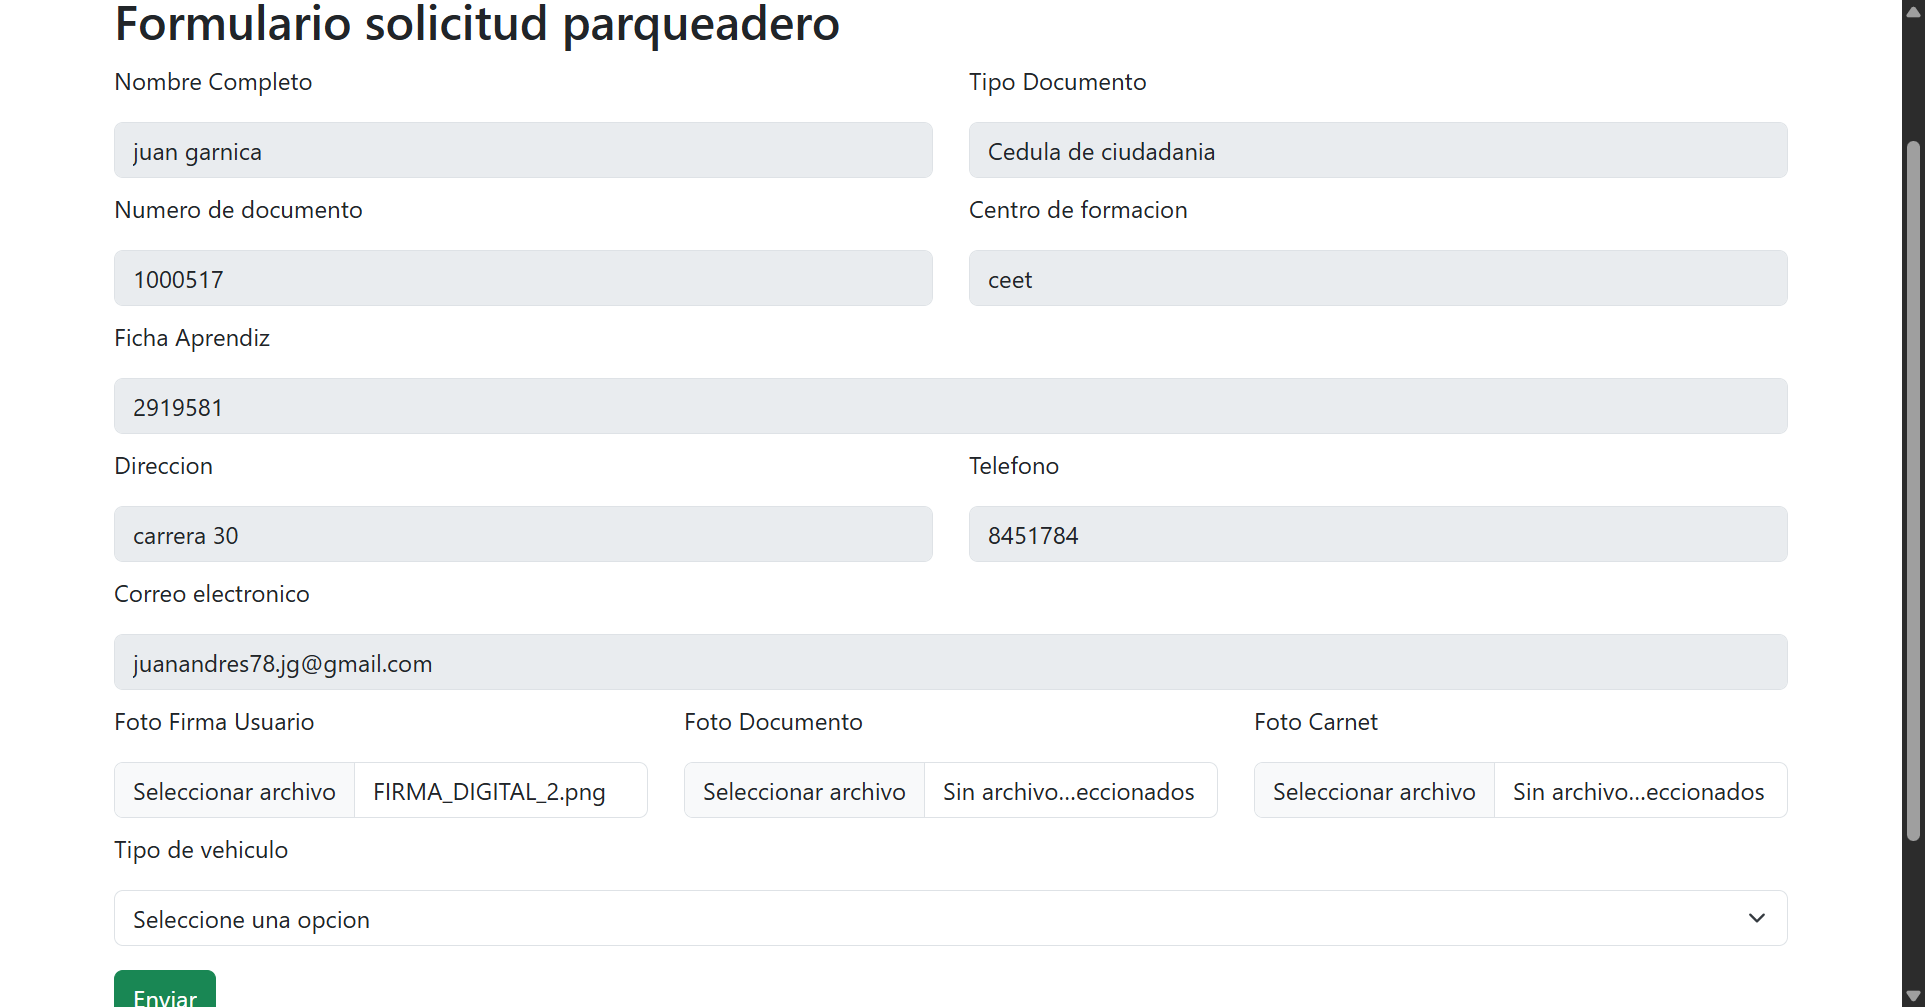 Formulario solicitud parqueadero
Nombre Completo
Tipo Documento
juan garnica
Cedula de ciudadania
Numero de documento
Centro de formacion
1000517
ceet
Ficha Aprendiz
2919581
Direccion
Telefono
carrera 30
8451784
Correo electronico
juanandres78.jg@gmail.com
Foto Firma Usuario
Foto Documento
Foto Carnet
Seleccionar archivo FIRMA_DIGITAL_2.png
Seleccionar archivo Sin archivo...eccionados
Seleccionar archivo Sin archivo...eccionados
Tipo de vehiculo
Seleccione una opcion
Enviar